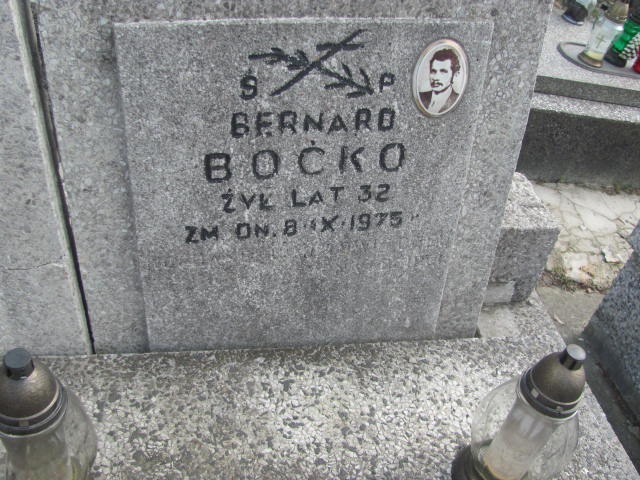 Ś P
BERNARD
BOĆKO
ŻYŁ LAT 32
ZM. DN. 8 IX 1975